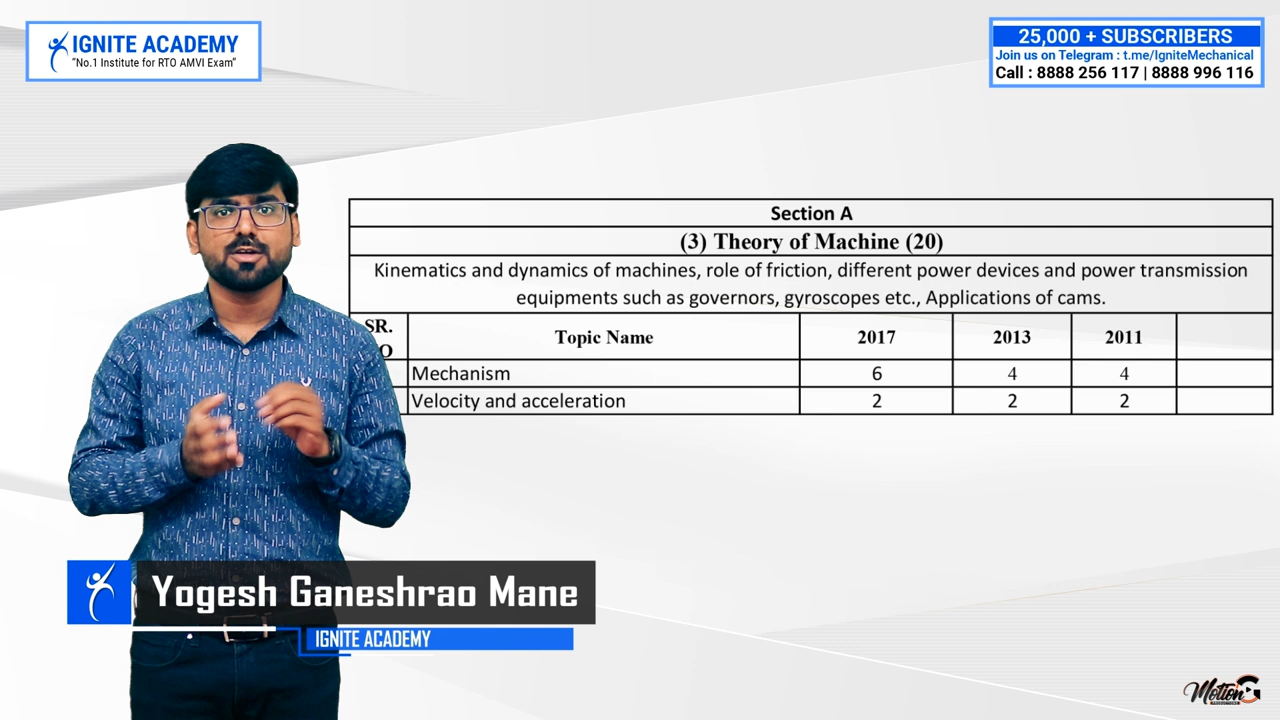 IGNITE ACADEMY
“No.1 Institute for RTO AMVI Exam”
25,000 + SUBSCRIBERS
Join us on Telegram : t.me/IgniteMechanical
Call : 8888 256 117 | 8888 996 116
Section A
(3) Theory of Machine (20)
Kinematics and dynamics of machines, role of friction, different power devices and power transmission
equipments such as governors, gyroscopes etc., Applications of cams.
SR. Topic Name 2017 2013 2011
Mechanism 6 4 4
Velocity and acceleration 2 2 2
Yogesh Ganeshrao Mane
IGNITE ACADEMY
Motion